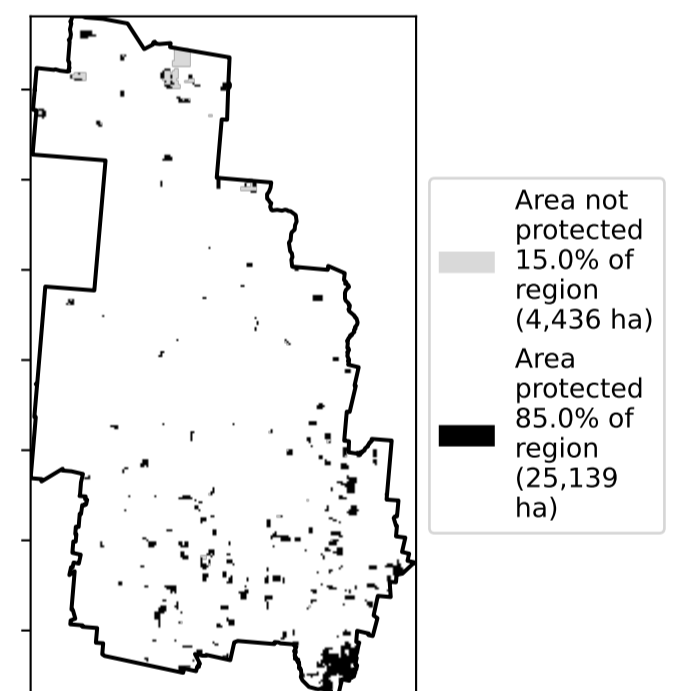 Area not
protected
15.0% of
region
(4,436 ha)
Area
protected
85.0% of
region
(25,139
ha)